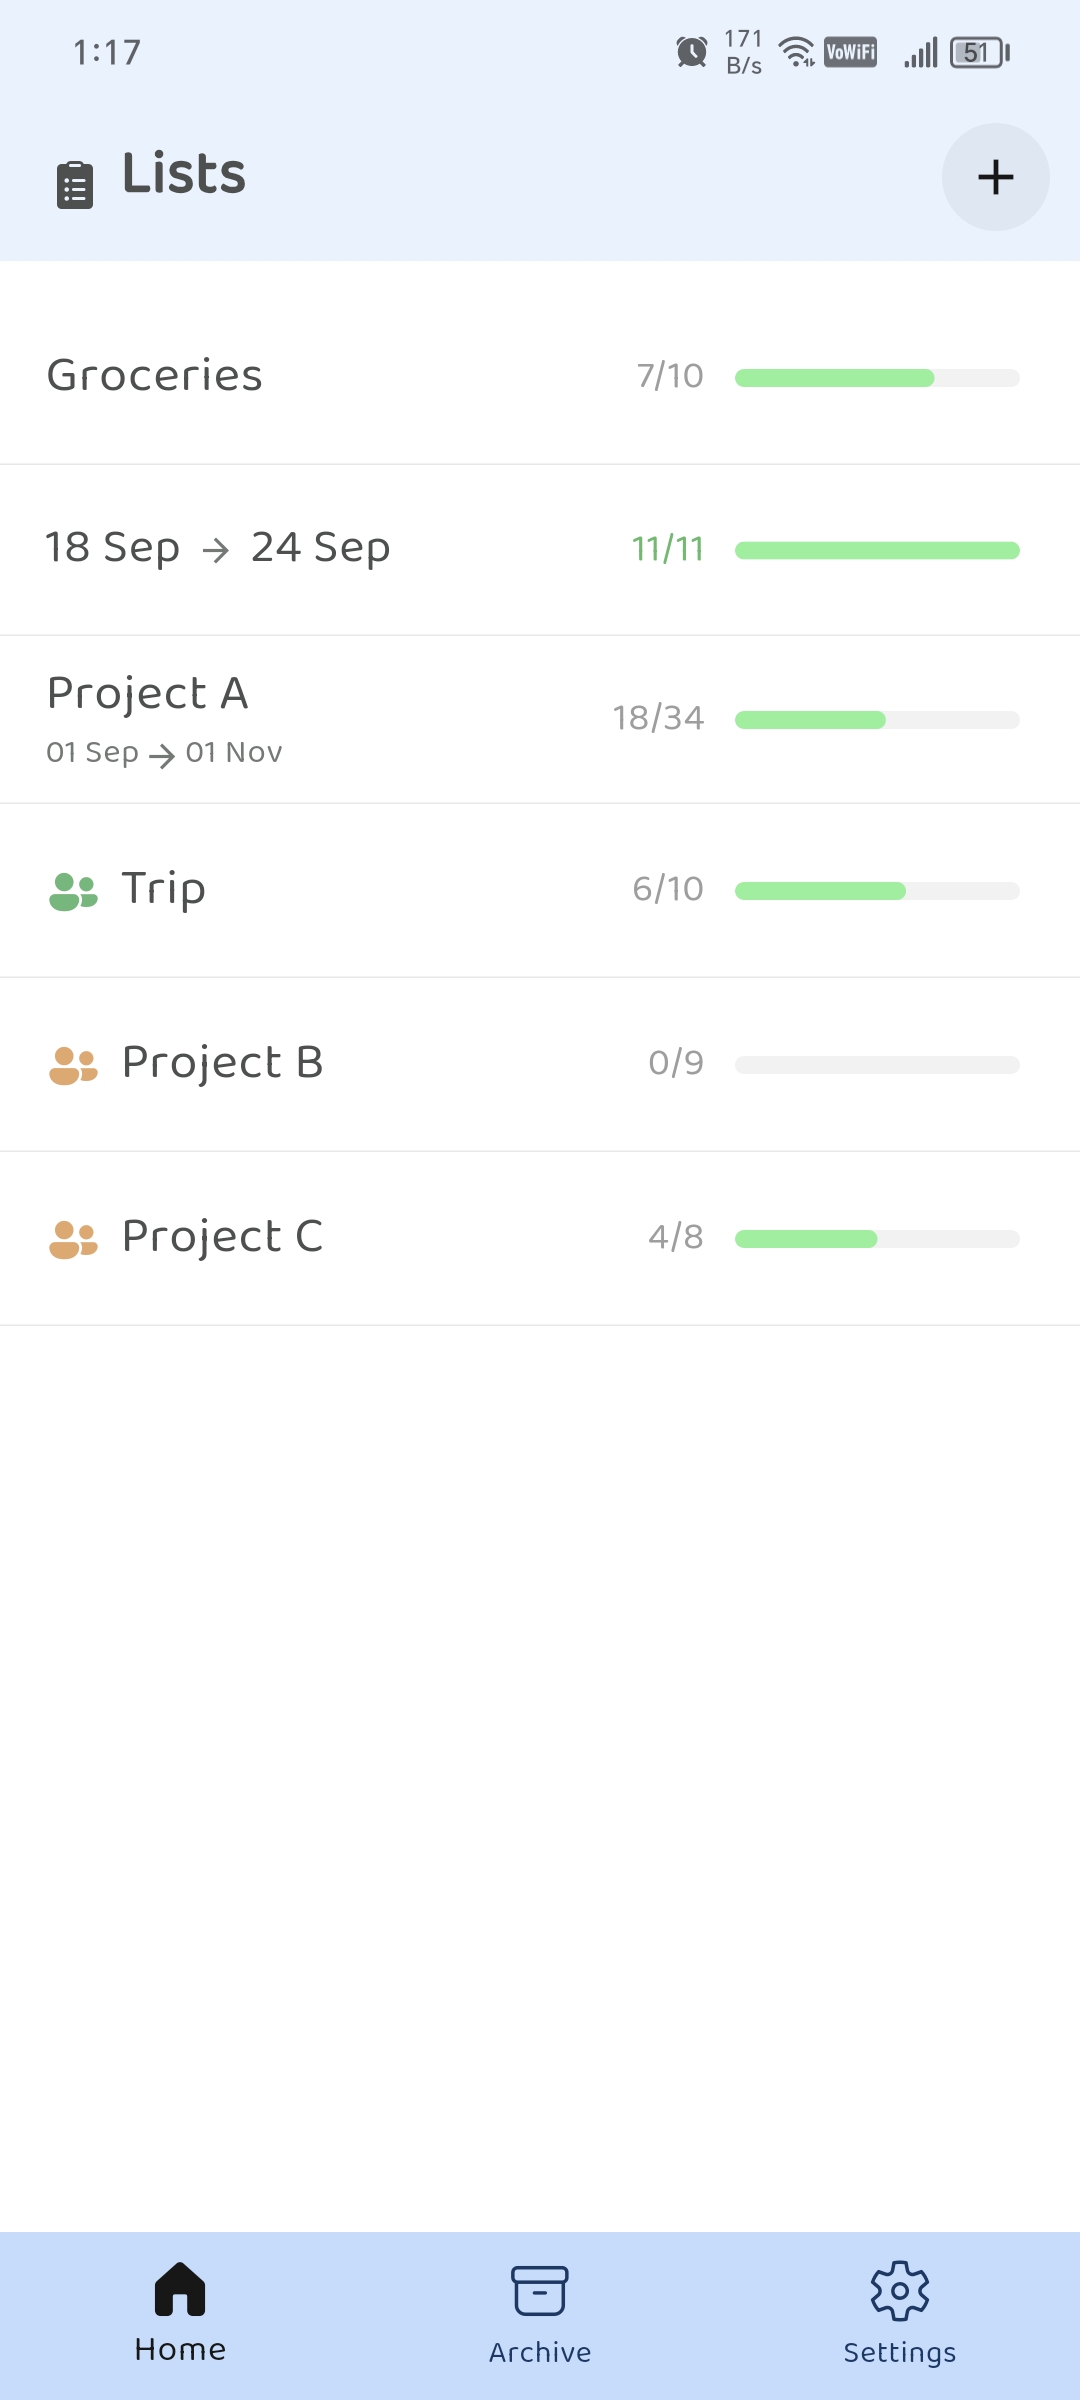 1:17
171
B/s
VoWiFi
51
Lists
Groceries 7/10
18 Sep → 24 Sep 11/11
Project A
18/34
01 Sep → 01 Nov
Trip 6/10
Project B 0/9
Project C 4/8
Home
Archive
Settings